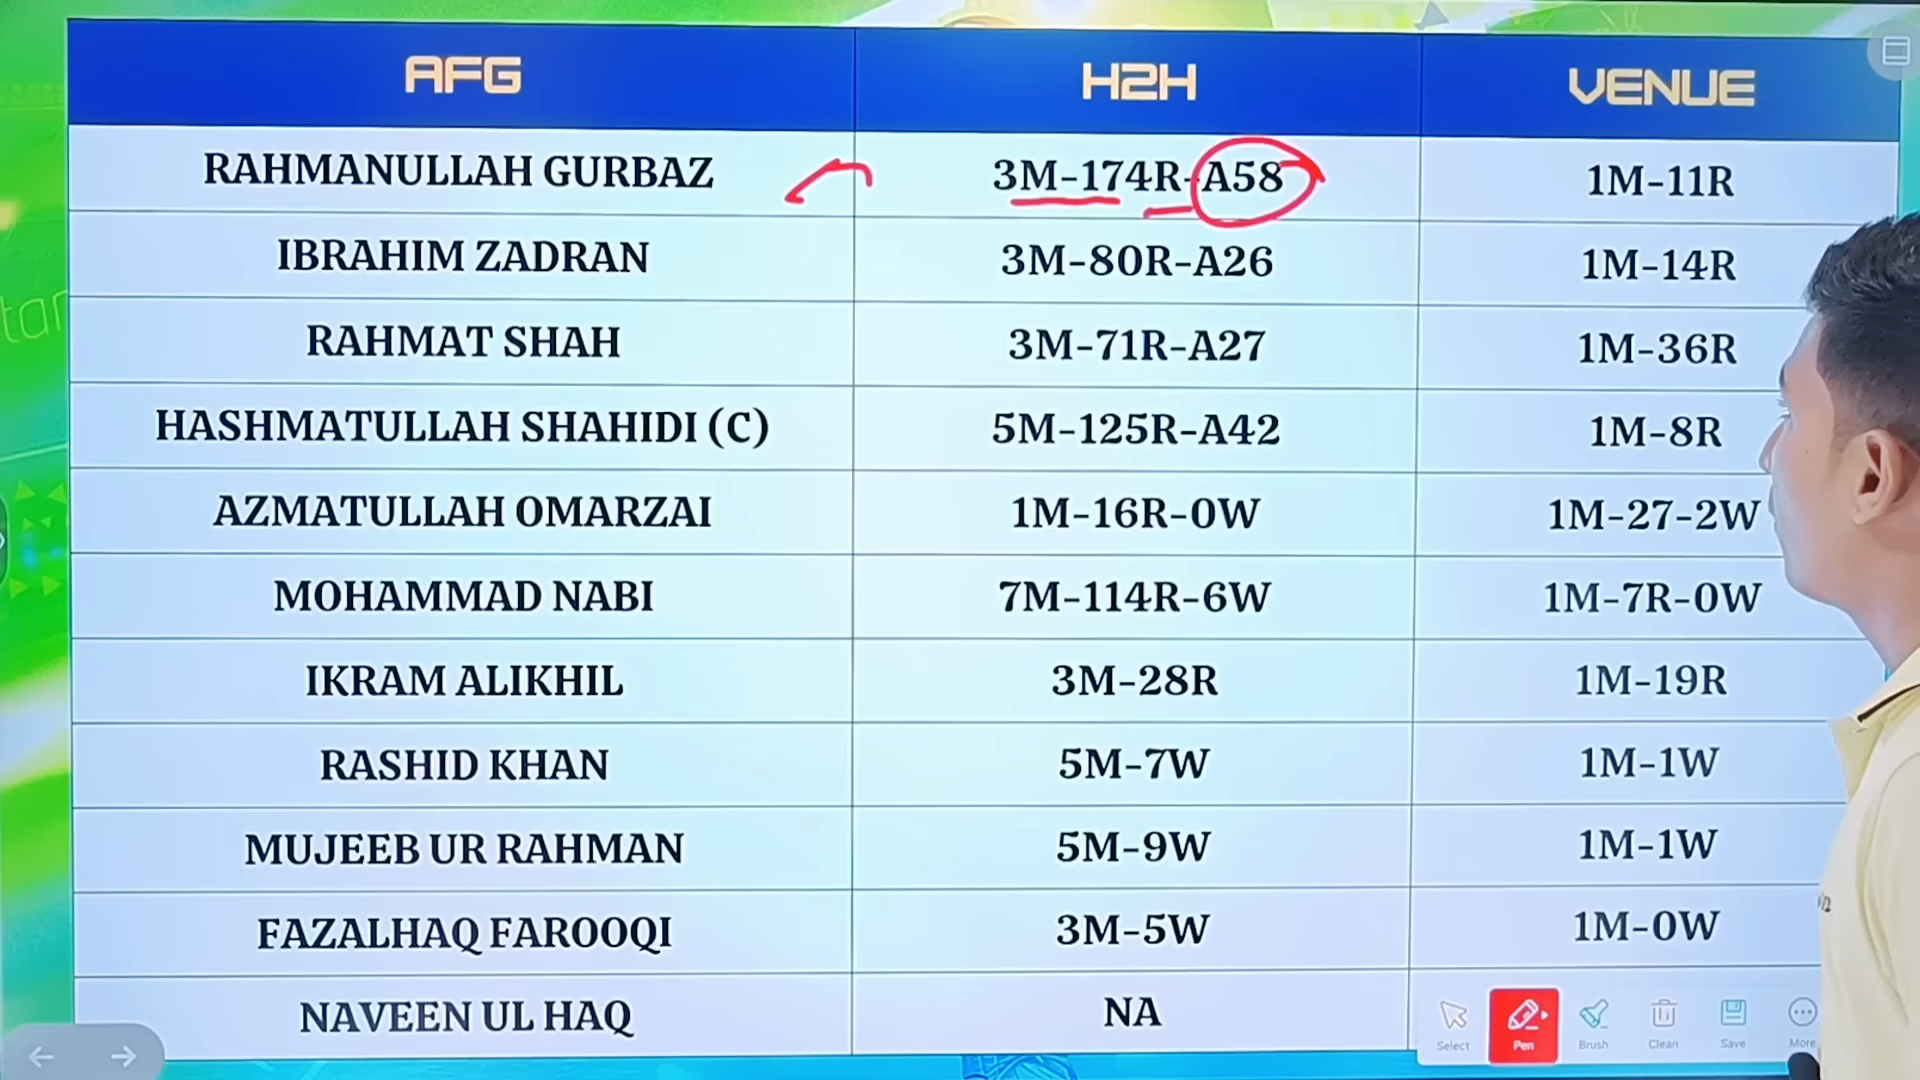 AFG H2H VENUE
RAHMANULLAH GURBAZ 3M-174R-A58 1M-11R
IBRAHIM ZADRAN 3M-80R-A26 1M-14R
RAHMAT SHAH 3M-71R-A27 1M-36R
HASHMATULLAH SHAHIDI (C) 5M-125R-A42 1M-8R
AZMATULLAH OMARZAI 1M-16R-0W 1M-27-2W
MOHAMMAD NABI 7M-114R-6W 1M-7R-0W
IKRAM ALIKHIL 3M-28R 1M-19R
RASHID KHAN 5M-7W 1M-1W
MUJEEB UR RAHMAN 5M-9W 1M-1W
FAZALHAQ FAROOQI 3M-5W 1M-0W
NAVEEN UL HAQ NA
Select Pen Brush Clean Save More